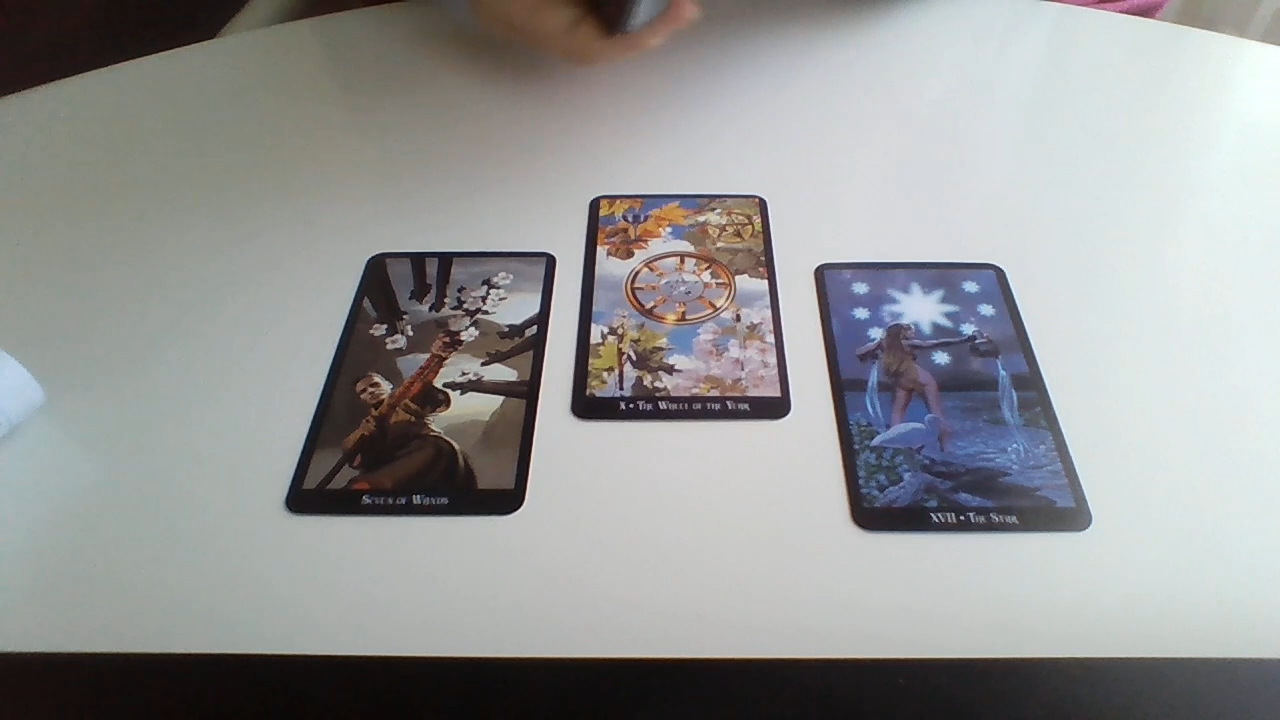 Seven of Wands
X • The Wheel of the Year
XVII • The Star